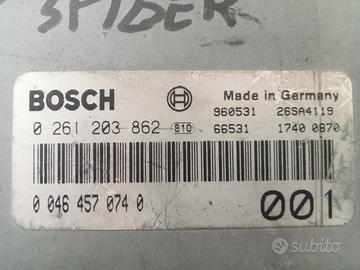 SPIDER
BOSCH
Made in Germany
960531 26SA4119
0 261 203 862 81G 66531 1740 0870
0 046 457 074 0
001
subito